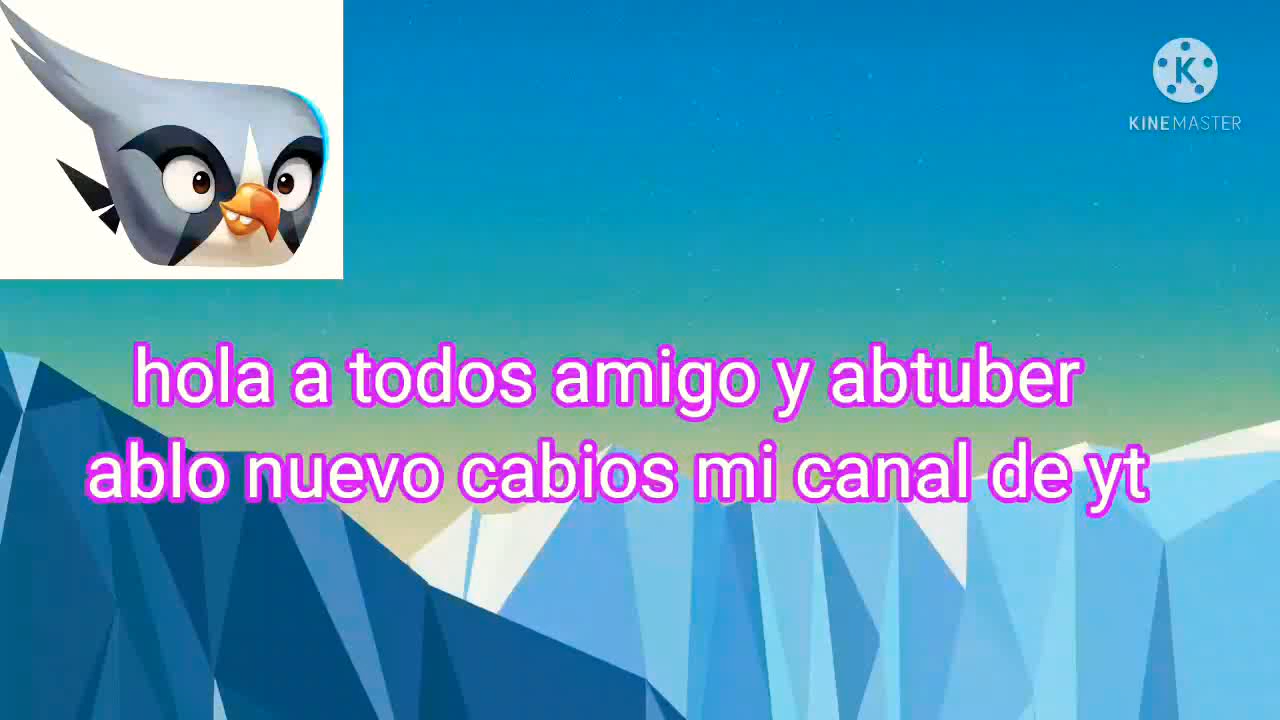 K
KINEMASTER
hola a todos amigo y abtuber
ablo nuevo cabios mi canal de yt